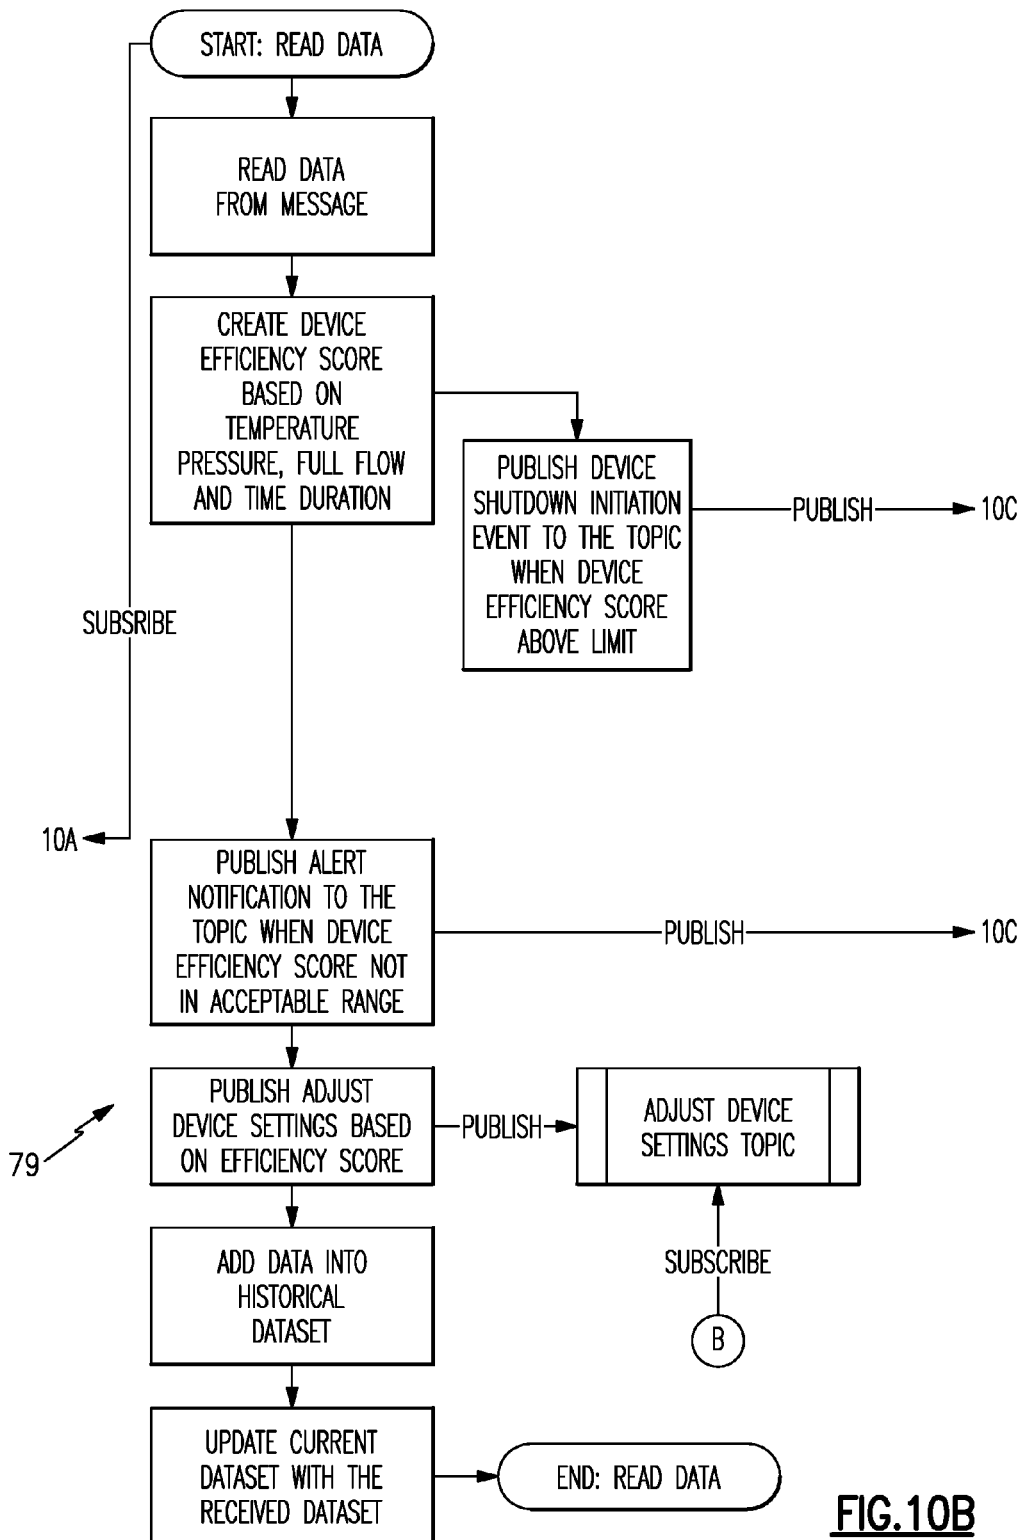 START: READ DATA
READ DATA
FROM MESSAGE
CREATE DEVICE
EFFICIENCY SCORE
BASED ON
TEMPERATURE
PRESSURE, FULL FLOW
AND TIME DURATION
PUBLISH DEVICE
SHUTDOWN INITIATION
EVENT TO THE TOPIC
WHEN DEVICE
EFFICIENCY SCORE
ABOVE LIMIT
PUBLISH
10C
SUBSRIBE
10A
PUBLISH ALERT
NOTIFICATION TO THE
TOPIC WHEN DEVICE
EFFICIENCY SCORE NOT
IN ACCEPTABLE RANGE
PUBLISH
10C
PUBLISH ADJUST
DEVICE SETTINGS BASED
ON EFFICIENCY SCORE
PUBLISH
ADJUST DEVICE
SETTINGS TOPIC
79
ADD DATA INTO
HISTORICAL
DATASET
SUBSCRIBE
B
UPDATE CURRENT
DATASET WITH THE
RECEIVED DATASET
END: READ DATA
FIG.10B